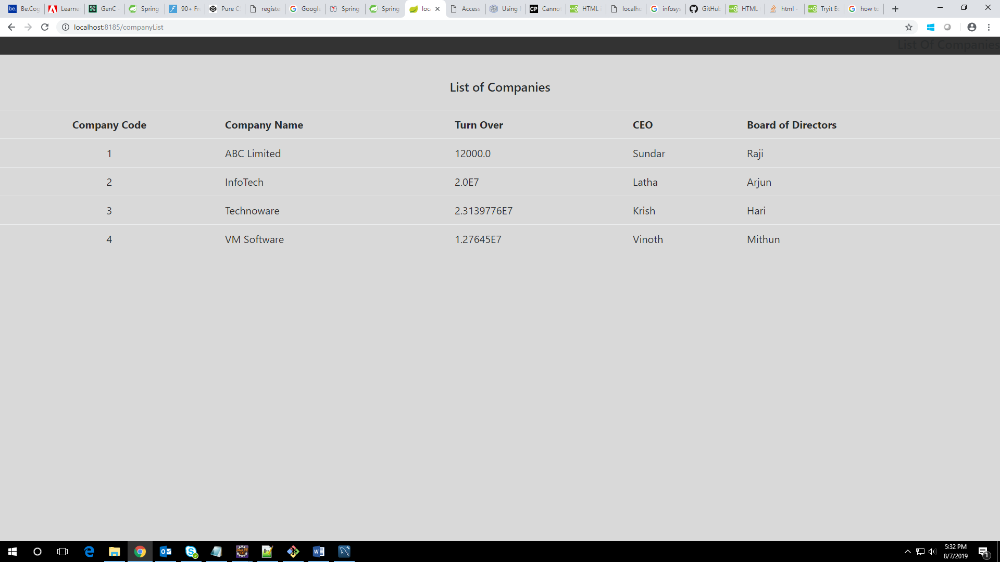 Be.Cog Learne GenC - Spring 90+ Fr Pure C registe Google Spring Spring loc Access Using Canno HTML localho infosys GitHub HTML html - Tryit Ec how to
localhost:8185/companyList
List Of Companies
List of Companies
Company Code Company Name Turn Over CEO Board of Directors
1 ABC Limited 12000.0 Sundar Raji
2 InfoTech 2.0E7 Latha Arjun
3 Technoware 2.3139776E7 Krish Hari
4 VM Software 1.27645E7 Vinoth Mithun
5:32 PM
8/7/2019